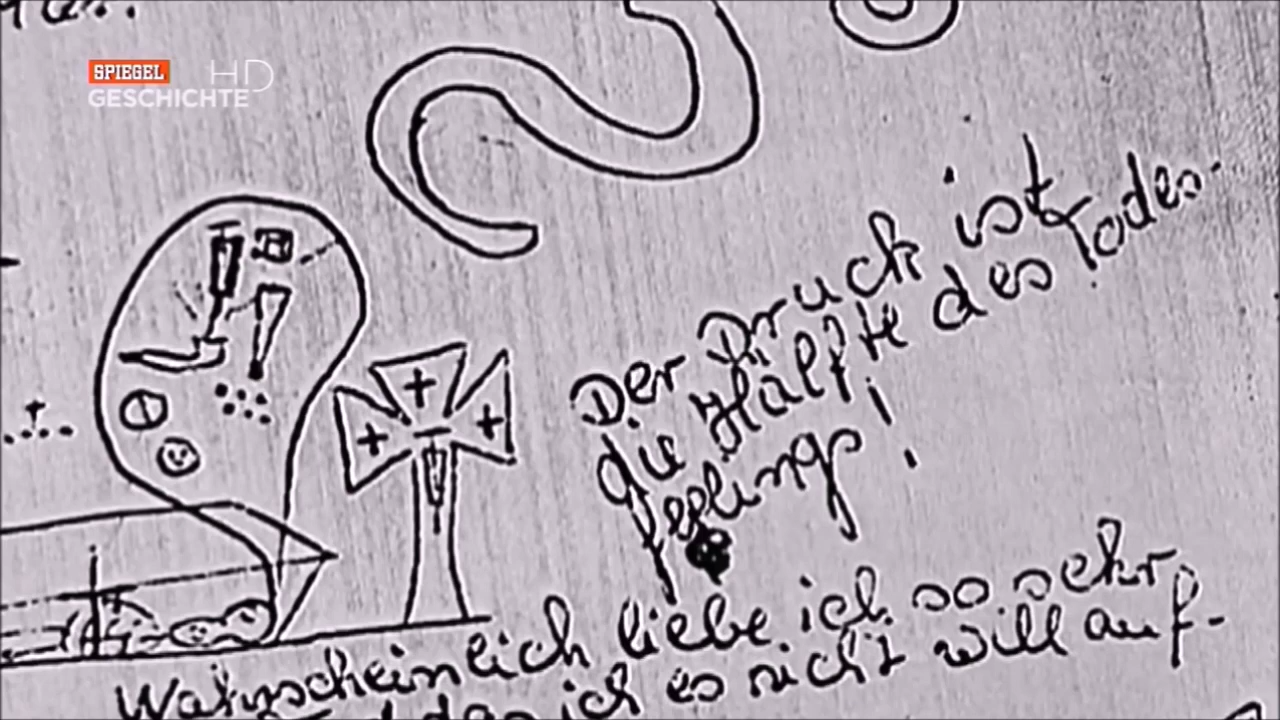 SPIEGEL HD
GESCHICHTE
Der Druck ist
die Hälfte des Todes-
feelings!
Wahrscheinlich liebe ich so sehr,
ich es nicht will auf-